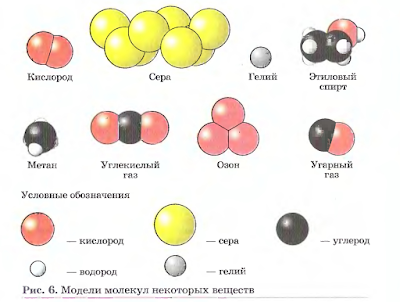 Кислород
Сера
Гелий
Этиловый
спирт
Метан
Углекислый
газ
Озон
Угарный
газ
Условные обозначения
— кислород
— сера
— углерод
— водород
— гелий
Рис. 6. Модели молекул некоторых веществ